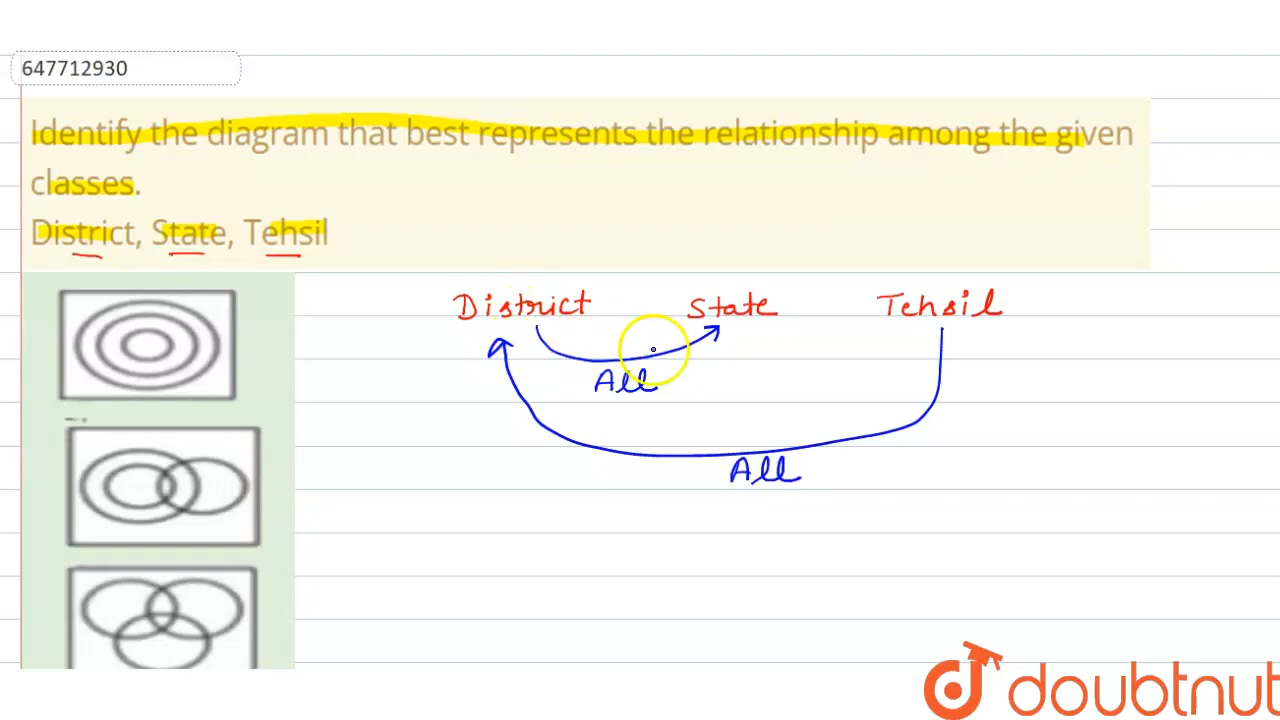 647712930
Identify the diagram that best represents the relationship among the given
classes.
District, State, Tehsil
District State Tehsil
All
All
doubtnut